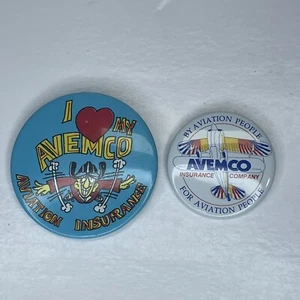 I MY
AVEMCO
AVIATION INSURANCE
BY AVIATION PEOPLE
AVEMCO
INSURANCE COMPANY
FOR AVIATION PEOPLE